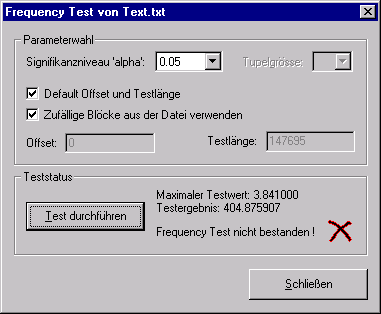 Frequency Test von Text.txt
Parameterwahl
Signifikanzniveau 'alpha': 0.05 Tupelgrösse:
Default Offset und Testlänge
Zufällige Blöcke aus der Datei verwenden
Offset: 0 Testlänge: 147695
Teststatus
Test durchführen
Maximaler Testwert: 3.841000
Testergebnis: 404.875907
Frequency Test nicht bestanden !
Schließen